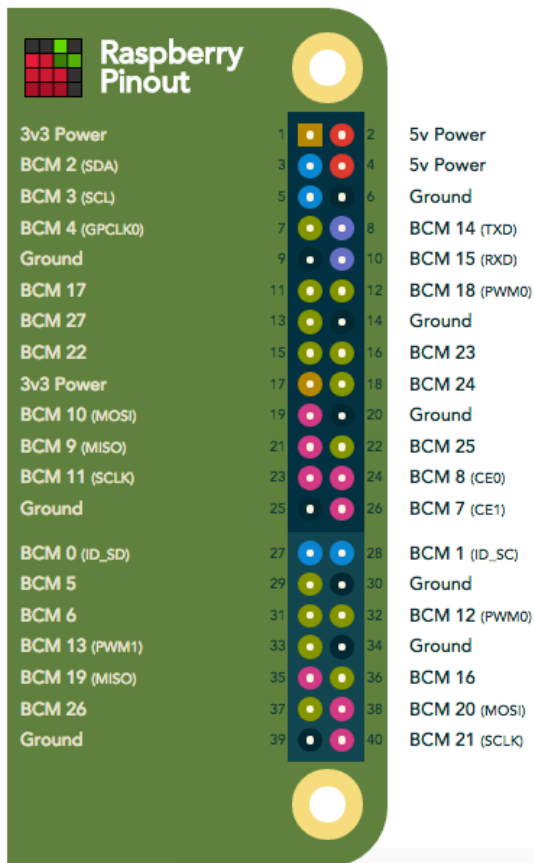 Raspberry
Pinout
3v3 Power 1 2 5v Power
BCM 2 (SDA) 3 4 5v Power
BCM 3 (SCL) 5 6 Ground
BCM 4 (GPCLK0) 7 8 BCM 14 (TXD)
Ground 9 10 BCM 15 (RXD)
BCM 17 11 12 BCM 18 (PWM0)
BCM 27 13 14 Ground
BCM 22 15 16 BCM 23
3v3 Power 17 18 BCM 24
BCM 10 (MOSI) 19 20 Ground
BCM 9 (MISO) 21 22 BCM 25
BCM 11 (SCLK) 23 24 BCM 8 (CE0)
Ground 25 26 BCM 7 (CE1)
BCM 0 (ID_SD) 27 28 BCM 1 (ID_SC)
BCM 5 29 30 Ground
BCM 6 31 32 BCM 12 (PWM0)
BCM 13 (PWM1) 33 34 Ground
BCM 19 (MISO) 35 36 BCM 16
BCM 26 37 38 BCM 20 (MOSI)
Ground 39 40 BCM 21 (SCLK)